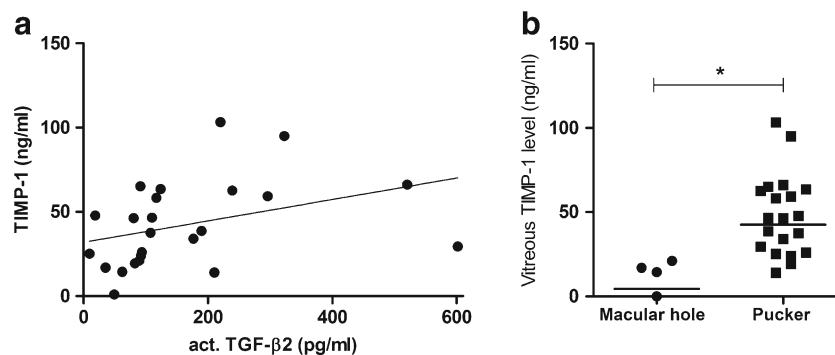 a
150
100
50
0
TIMP-1 (ng/ml)
0 200 400 600
act. TGF-β2 (pg/ml)
b
150
100
50
0
Vitreous TIMP-1 level (ng/ml)
*
Macular hole Pucker